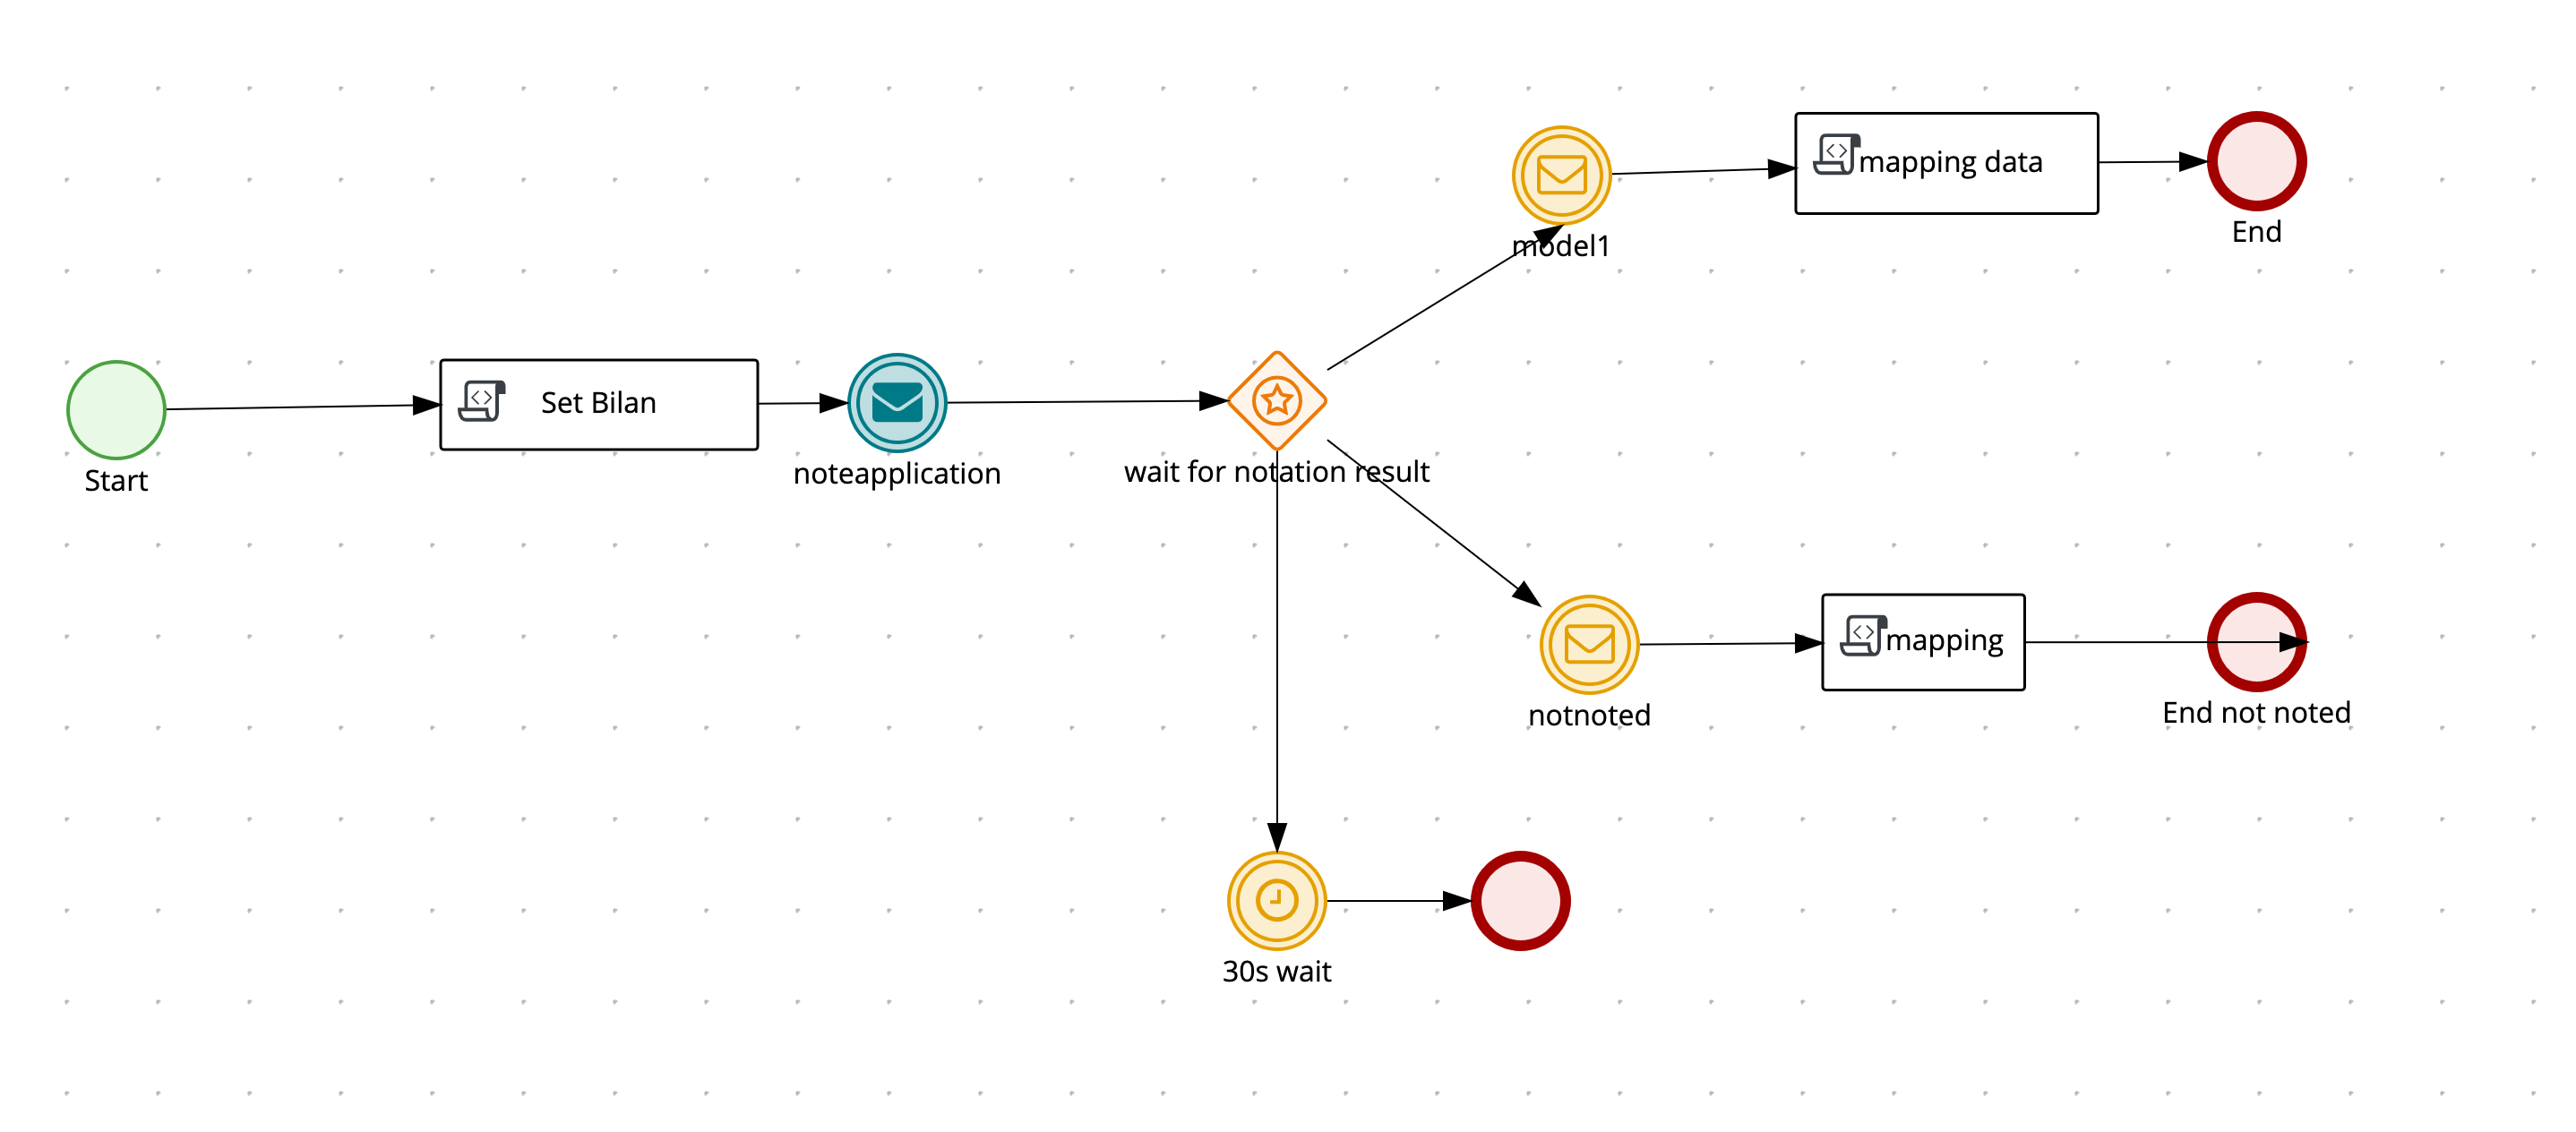 mapping data
model1
End
Set Bilan
Start
noteapplication
wait for notation result
mapping
notnoted
End not noted
30s wait